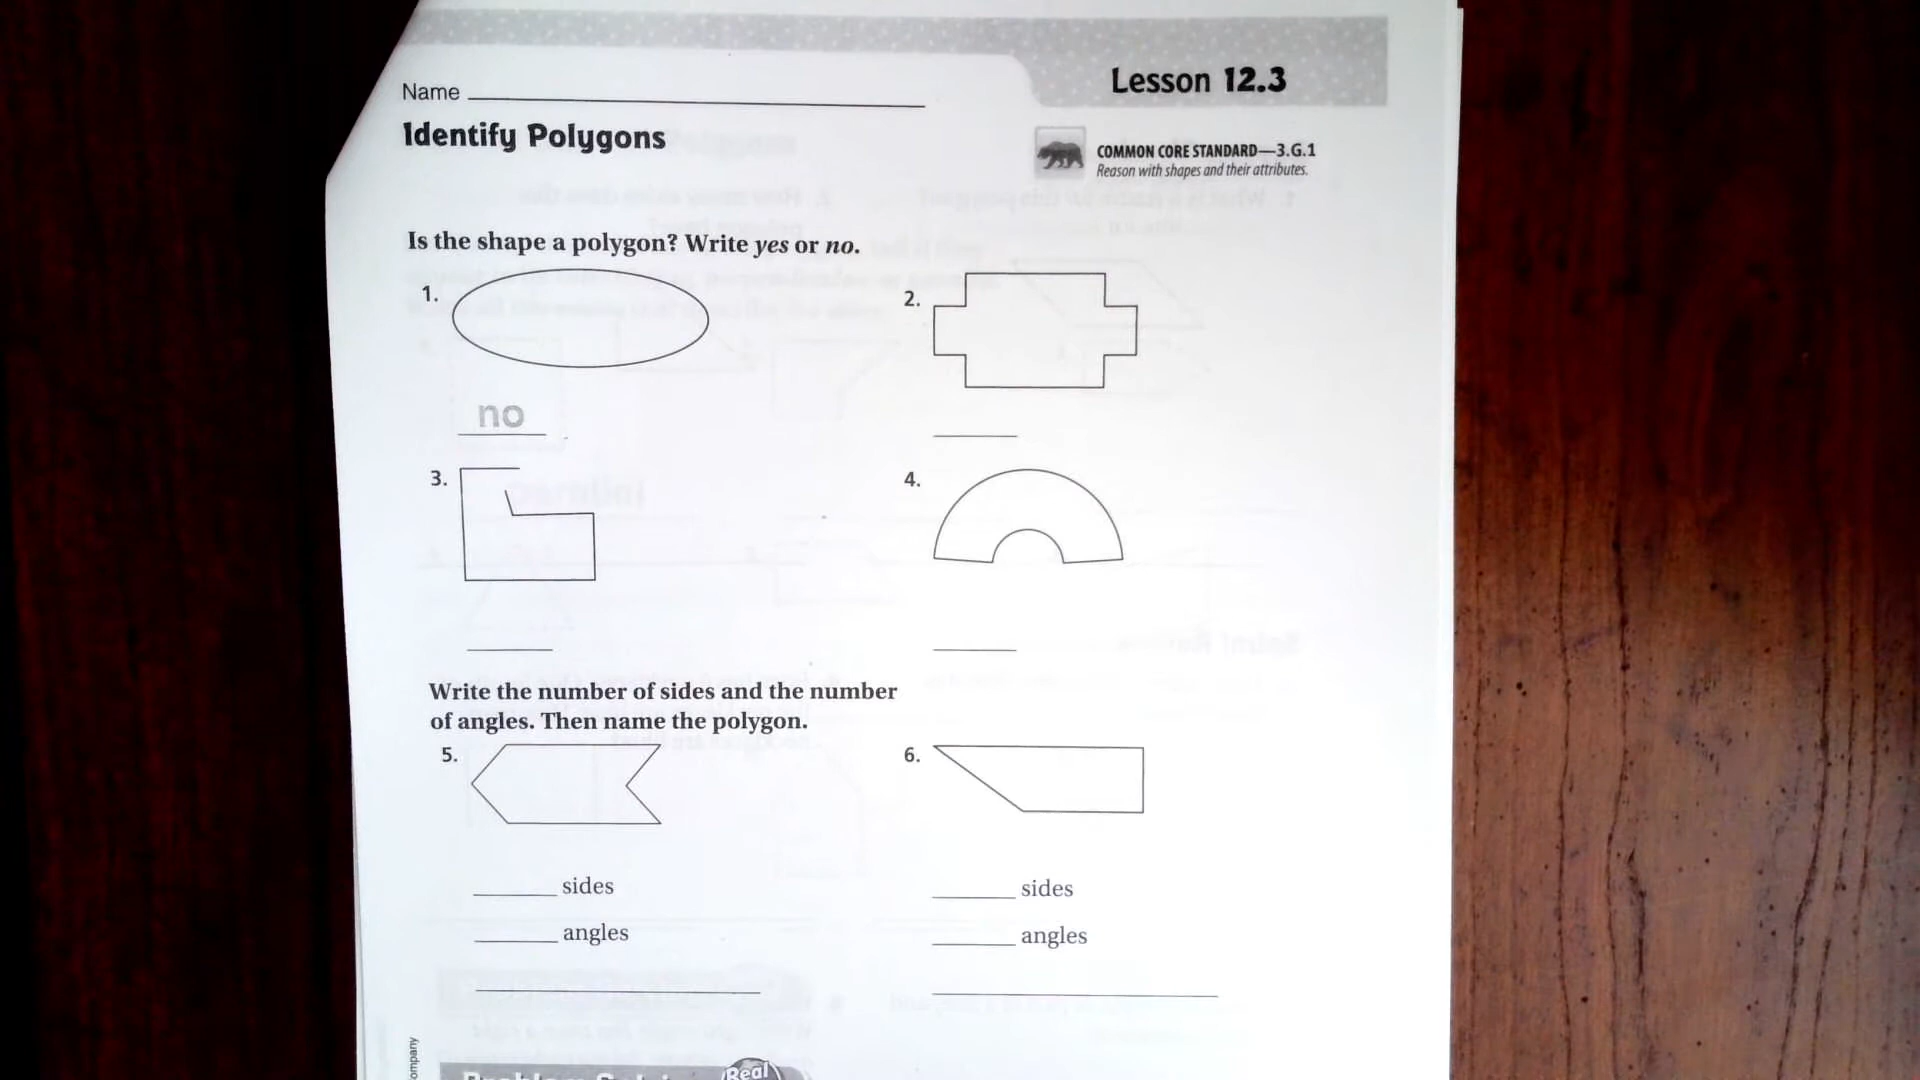 Lesson 12.3
Name
Identify Polygons
COMMON CORE STANDARD—3.G.1
Reason with shapes and their attributes.
Is the shape a polygon? Write yes or no.
1.
2.
no
3.
4.
Write the number of sides and the number
of angles. Then name the polygon.
5.
6.
sides
sides
angles
angles
Real